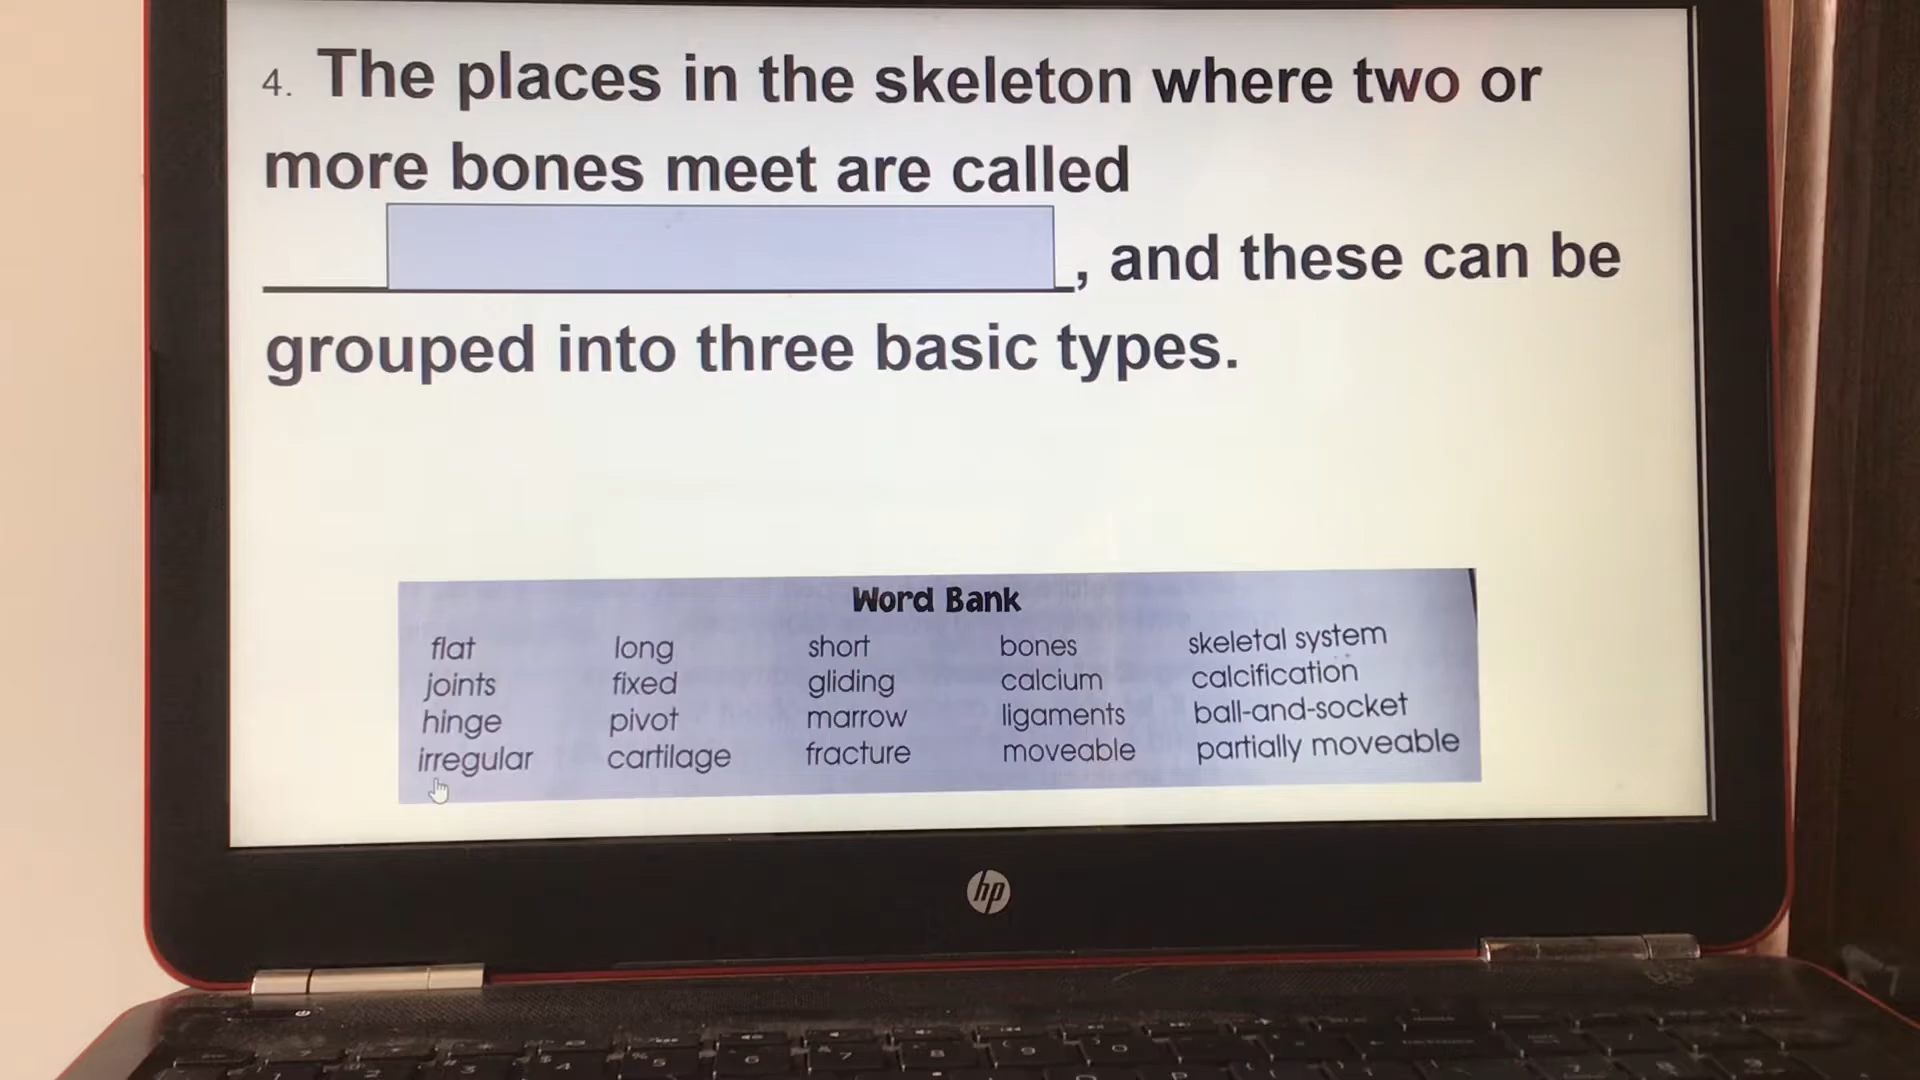 4. The places in the skeleton where two or
more bones meet are called
, and these can be
grouped into three basic types.
Word Bank
flat long short bones skeletal system
joints fixed gliding calcium calcification
hinge pivot marrow ligaments ball-and-socket
irregular cartilage fracture moveable partially moveable
hp